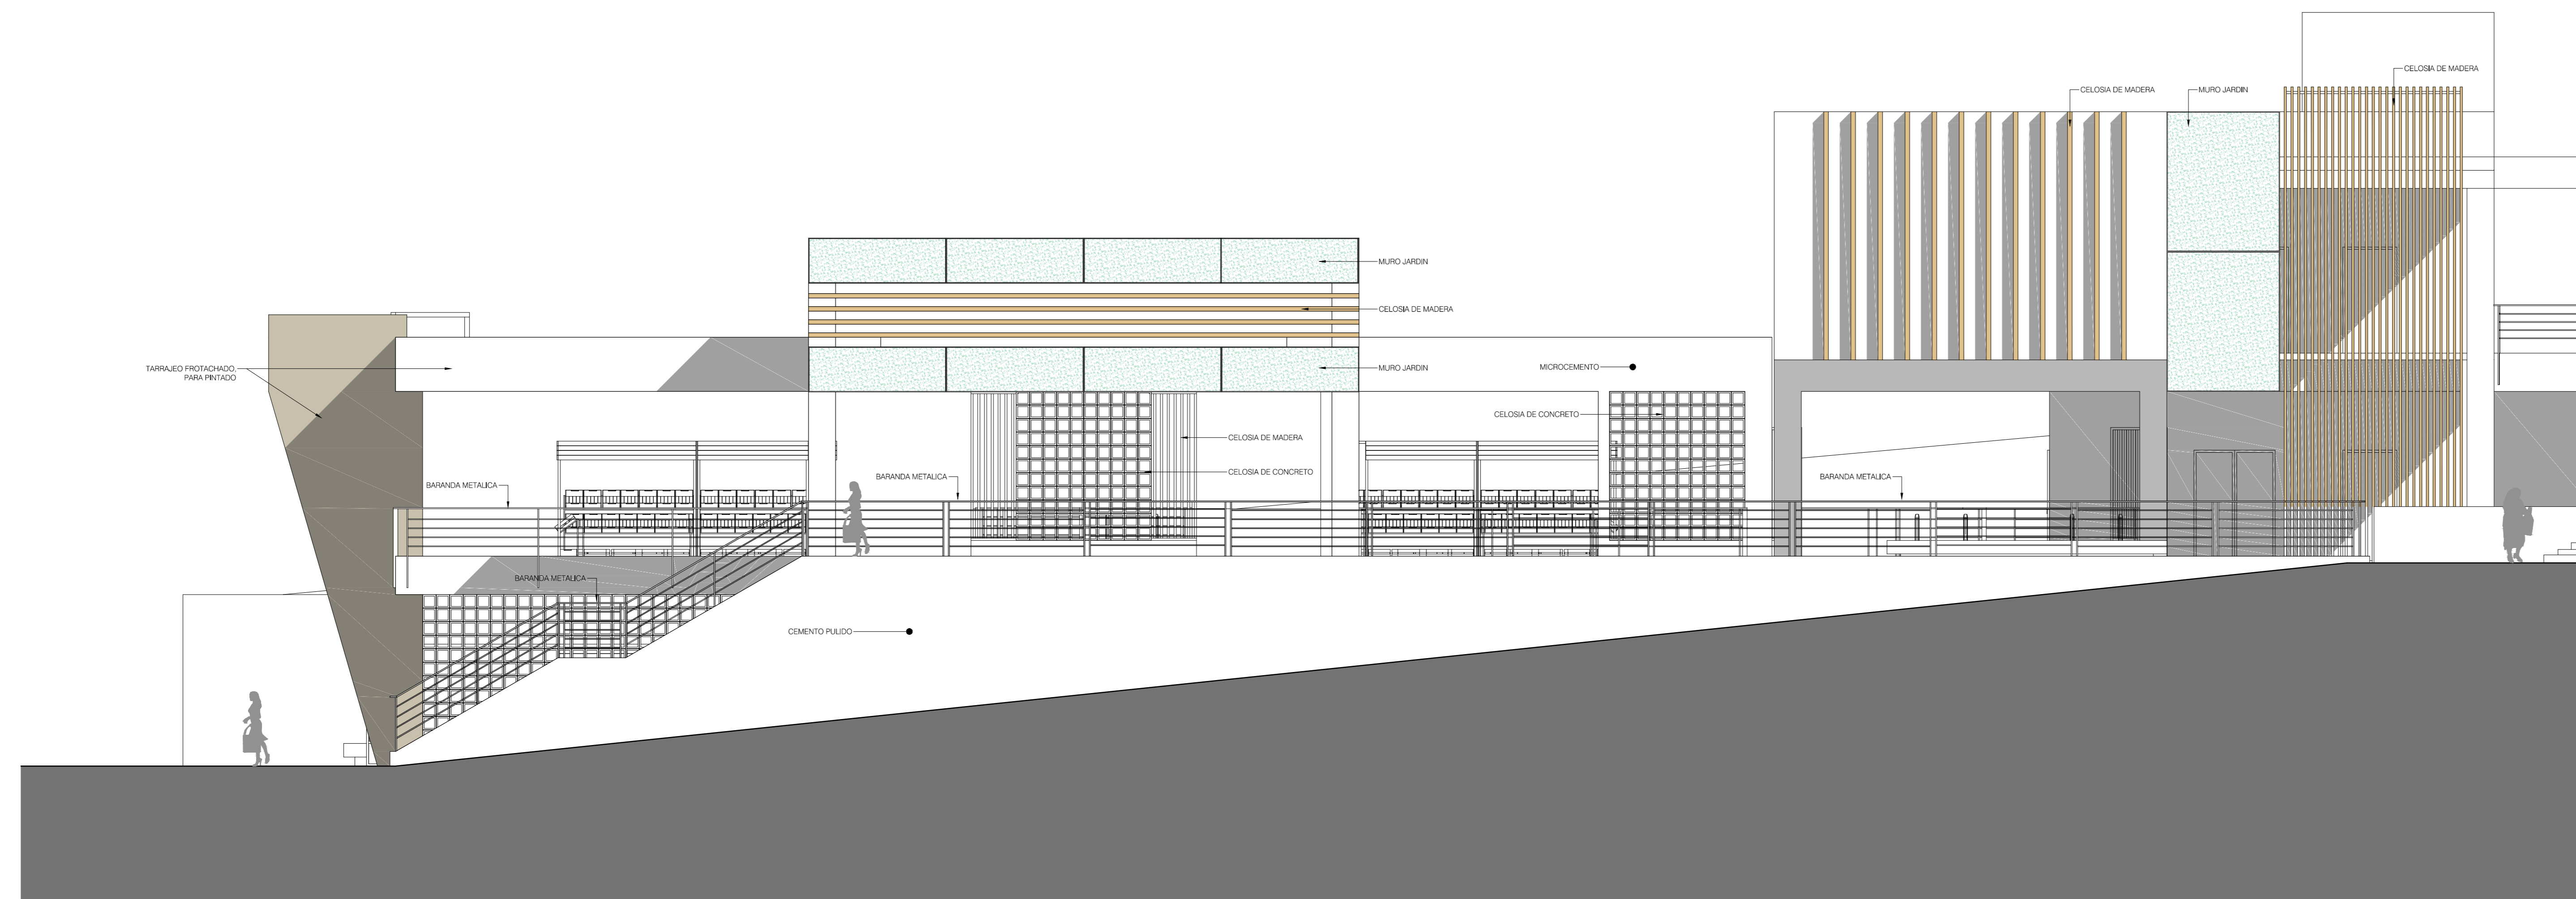 CELOSIA DE MADERA
CELOSIA DE MADERA
MURO JARDIN
MURO JARDIN
CELOSIA DE MADERA
TARRAJEO FROTACHADO,
PARA PINTADO
MURO JARDIN
MICROCEMENTO
CELOSIA DE CONCRETO
CELOSIA DE MADERA
CELOSIA DE CONCRETO
BARANDA METALICA
BARANDA METALICA
BARANDA METALICA
BARANDA METALICA
CEMENTO PULIDO